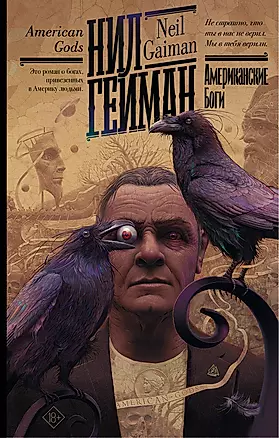 American
Gods
Это роман о богах,
привезенных
в Америку людьми.
НИЛ
ГЕЙМАН
Neil
Gaiman
Не страшно, что
ты в нас не верил.
Мы в тебя верили.
Американские
Боги
AMERICAN-GODS
18+